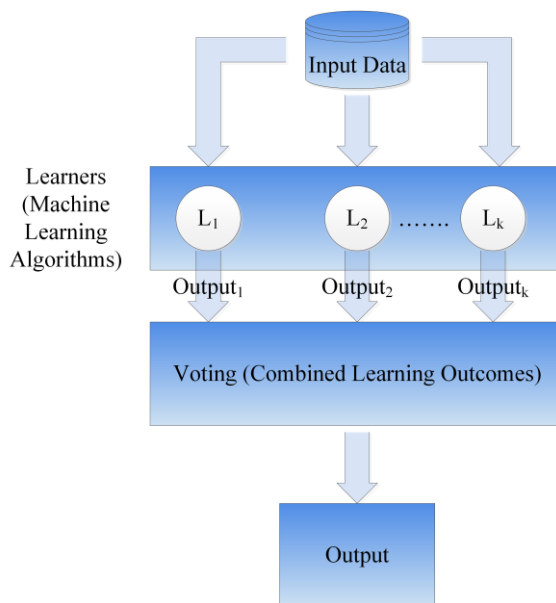 Input Data
Learners
(Machine
Learning
Algorithms)
L₁ L₂ ....... Lₖ
Output₁ Output₂ Outputₖ
Voting (Combined Learning Outcomes)
Output